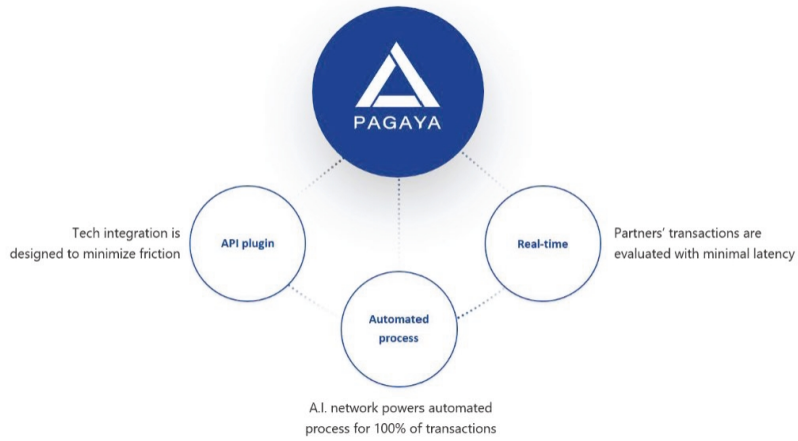 PAGAYA
Tech integration is
designed to minimize friction
API plugin
Real-time
Partners' transactions are
evaluated with minimal latency
Automated
process
A.I. network powers automated
process for 100% of transactions